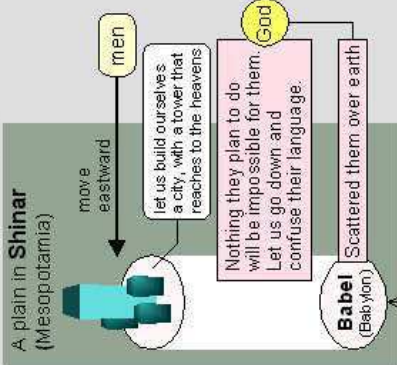 A plain in Shinar
(Mesopotamia)
move
eastward
men
let us build ourselves
a city, with a tower that
reaches to the heavens
God
Nothing they plan to do
will be impossible for them.
Let us go down and
confuse their language.
Babel
(Babylon)
Scattered them over earth